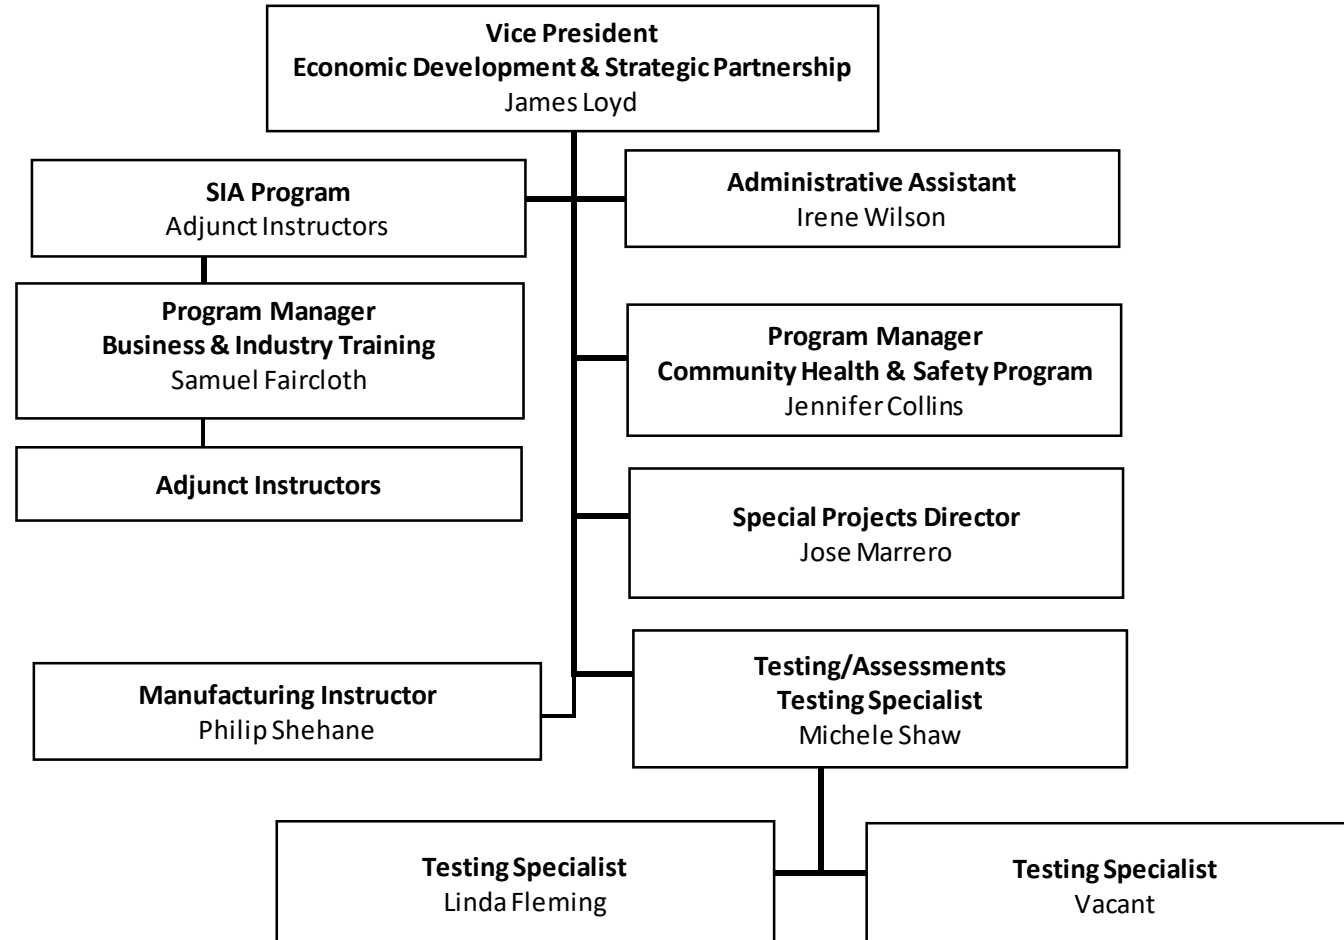 Vice President
Economic Development & Strategic Partnership
James Loyd
SIA Program
Adjunct Instructors
Administrative Assistant
Irene Wilson
Program Manager
Business & Industry Training
Samuel Faircloth
Program Manager
Community Health & Safety Program
Jennifer Collins
Adjunct Instructors
Special Projects Director
Jose Marrero
Manufacturing Instructor
Philip Shehane
Testing/Assessments
Testing Specialist
Michele Shaw
Testing Specialist
Linda Fleming
Testing Specialist
Vacant